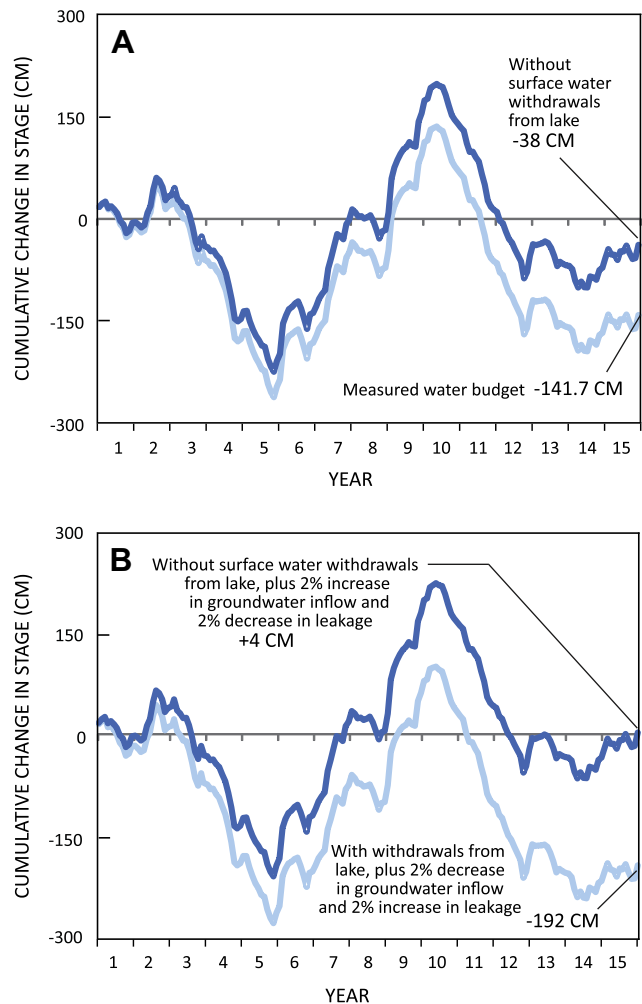 300
A
Without
surface water
withdrawals
from lake
-38 CM
150
0
-150
-300
CUMULATIVE CHANGE IN STAGE (CM)
Measured water budget -141.7 CM
1 2 3 4 5 6 7 8 9 10 11 12 13 14 15
YEAR
300
B
Without surface water withdrawals
from lake, plus 2% increase
in groundwater inflow and
2% decrease in leakage
+4 CM
150
0
-150
-300
CUMULATIVE CHANGE IN STAGE (CM)
With withdrawals from
lake, plus 2% decrease
in groundwater inflow
and 2% increase in leakage
-192 CM
1 2 3 4 5 6 7 8 9 10 11 12 13 14 15
YEAR